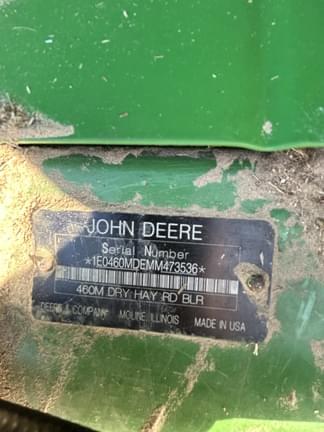 JOHN DEERE
Serial Number
*1E0460MDEMM473536*
460M DRY HAY RD BLR
DEERE & COMPANY MOLINE, ILLINOIS MADE IN USA